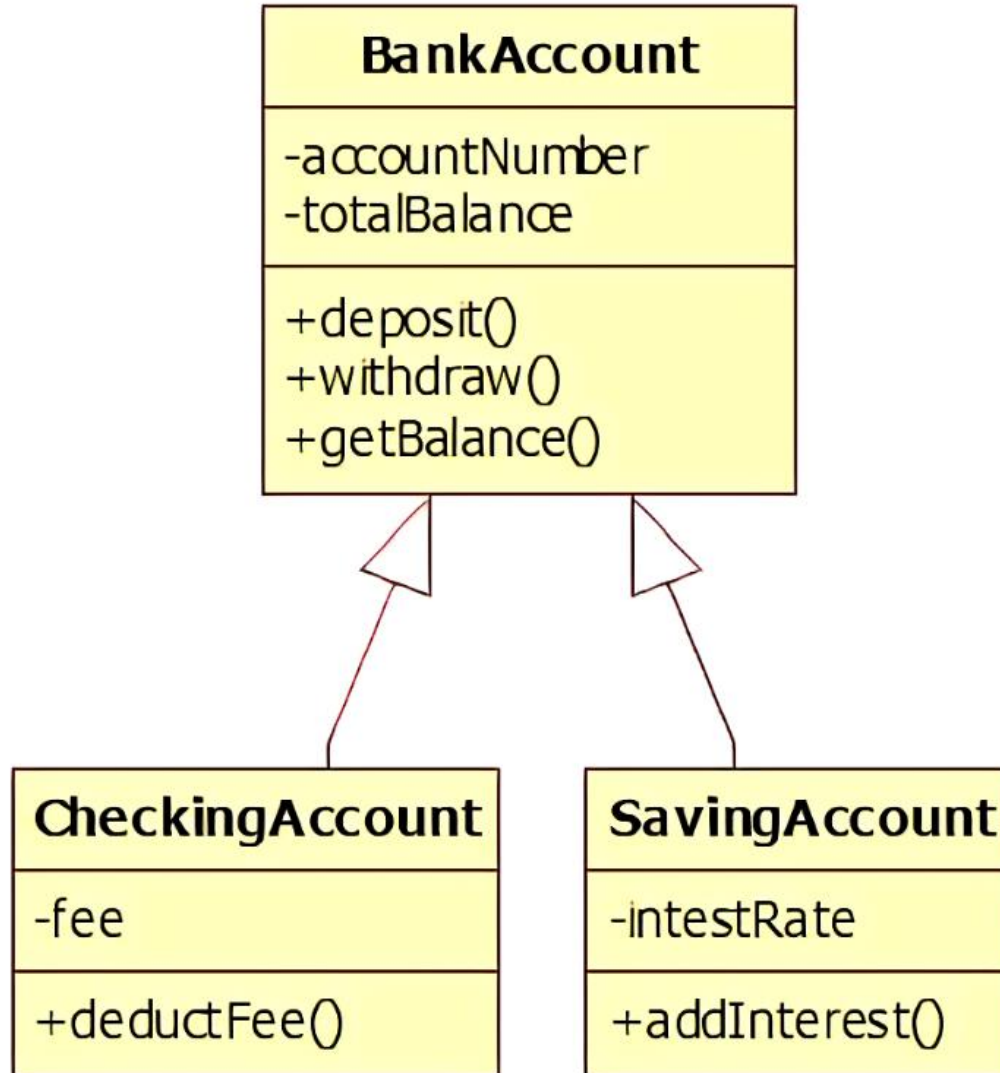 BankAccount
-accountNumber
-totalBalance
+deposit()
+withdraw()
+getBalance()
CheckingAccount
-fee
+deductFee()
SavingAccount
-intestRate
+addInterest()